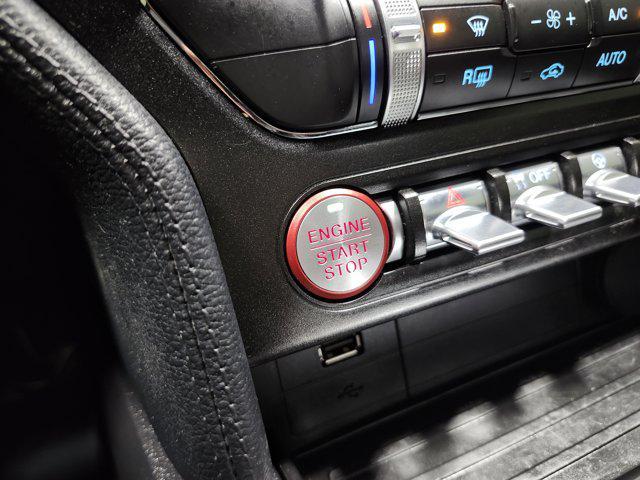 - +
A/C
R
AUTO
OFF
ENGINE
START
STOP